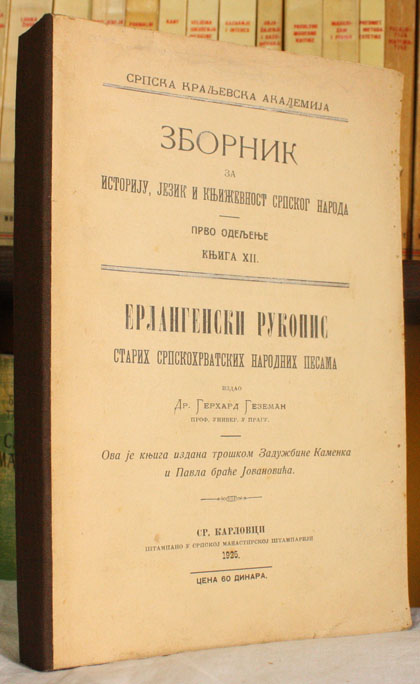 СРПСКА КРАЉЕВСКА АКАДЕМИЈА
ЗБОРНИК
ЗА
ИСТОРИЈУ, ЈЕЗИК И КЊИЖЕВНОСТ СРПСКОГ НАРОДА
ПРВО ОДЕЉЕЊЕ
КЊИГА XII.
ЕРЛАНГЕНСКИ РУКОПИС
СТАРИХ СРПСКОХРВАТСКИХ НАРОДНИХ ПЕСАМА
ИЗДАО
ДР. ГЕРХАРД ГЕЗЕМАН
ПРОФ. УНИВЕР. У ПРАГУ.
Ова је књига издана трошком Задужбине Каменка
и Павла браће Јовановића.
СР. КАРЛОВЦИ
ШТАМПАНО У СРПСКОЈ МАНАСТИРСКОЈ ШТАМПАРИЈИ
1925.
ЦЕНА 60 ДИНАРА.
КАНТ